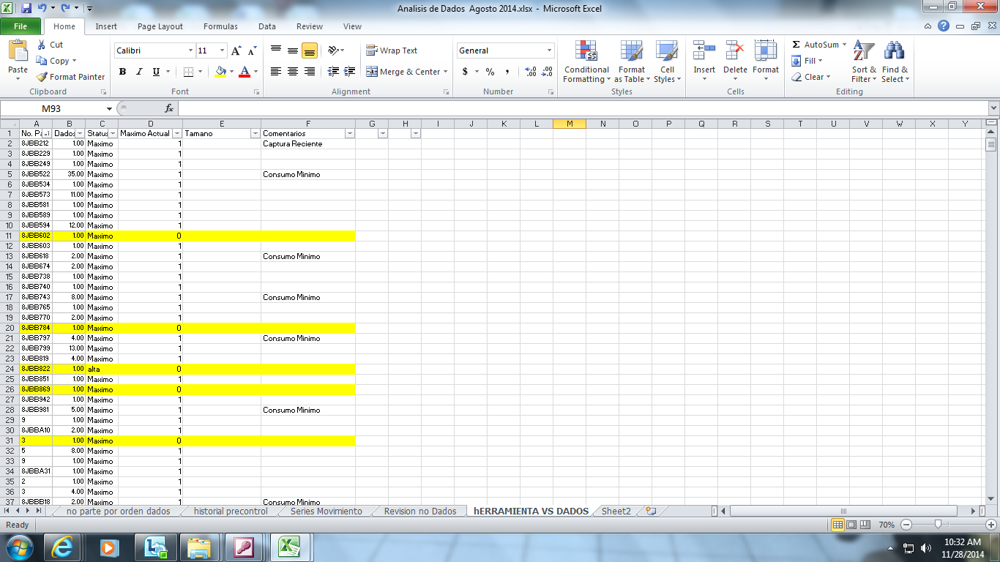 Analisis de Dados Agosto 2014.xlsx - Microsoft Excel
File Home Insert Page Layout Formulas Data Review View
Paste Cut Calibri 11 Wrap Text General Conditional Formatting Format as Table Cell Styles Insert Delete Format AutoSum Sort & Filter Find & Select
Copy Fill
Format Painter B I U Merge & Center $ % , Clear
Clipboard Font Alignment Number Styles Cells Editing
M93 fx
A B C D E F G H I J K L M N O P Q R S T U V W X Y
1 No. Pa Dados Status Maximo Actual Tamano Comentarios
2 8JBB212 1.00 Maximo 1 Captura Reciente
3 8JBB229 1.00 Maximo 1
4 8JBB249 1.00 Maximo 1
5 8JBB522 35.00 Maximo 1 Consumo Minimo
6 8JBB534 1.00 Maximo 1
7 8JBB573 11.00 Maximo 1
8 8JBB581 1.00 Maximo 1
9 8JBB589 1.00 Maximo 1
10 8JBB594 12.00 Maximo 1
11 8JBB602 1.00 Maximo 0
12 8JBB603 1.00 Maximo 1
13 8JBB618 2.00 Maximo 1 Consumo Minimo
14 8JBB674 2.00 Maximo 1
15 8JBB738 1.00 Maximo 1
16 8JBB740 1.00 Maximo 1
17 8JBB743 8.00 Maximo 1 Consumo Minimo
18 8JBB765 1.00 Maximo 1
19 8JBB770 2.00 Maximo 1
20 8JBB784 1.00 Maximo 0
21 8JBB797 4.00 Maximo 1 Consumo Minimo
22 8JBB799 13.00 Maximo 1
23 8JBB819 4.00 Maximo 1
24 8JBB822 1.00 alta 0
25 8JBB851 1.00 Maximo 1
26 8JBB869 1.00 Maximo 0
27 8JBB942 1.00 Maximo 1
28 8JBB981 5.00 Maximo 1 Consumo Minimo
29 9 1.00 Maximo 1
30 8JBBA10 2.00 Maximo 1
31 3 1.00 Maximo 0
32 5 8.00 Maximo 1
33 9 1.00 Maximo 1
34 8JBBA31 1.00 Maximo 1
35 2 1.00 Maximo 1
36 3 4.00 Maximo 1
37 8JBBB18 2.00 Maximo 1 Consumo Minimo
no parte por orden dados historial precontrol Series Movimiento Revision no Dados hERRAMIENTA VS DADOS Sheet2
Ready 70%
10:32 AM
11/28/2014